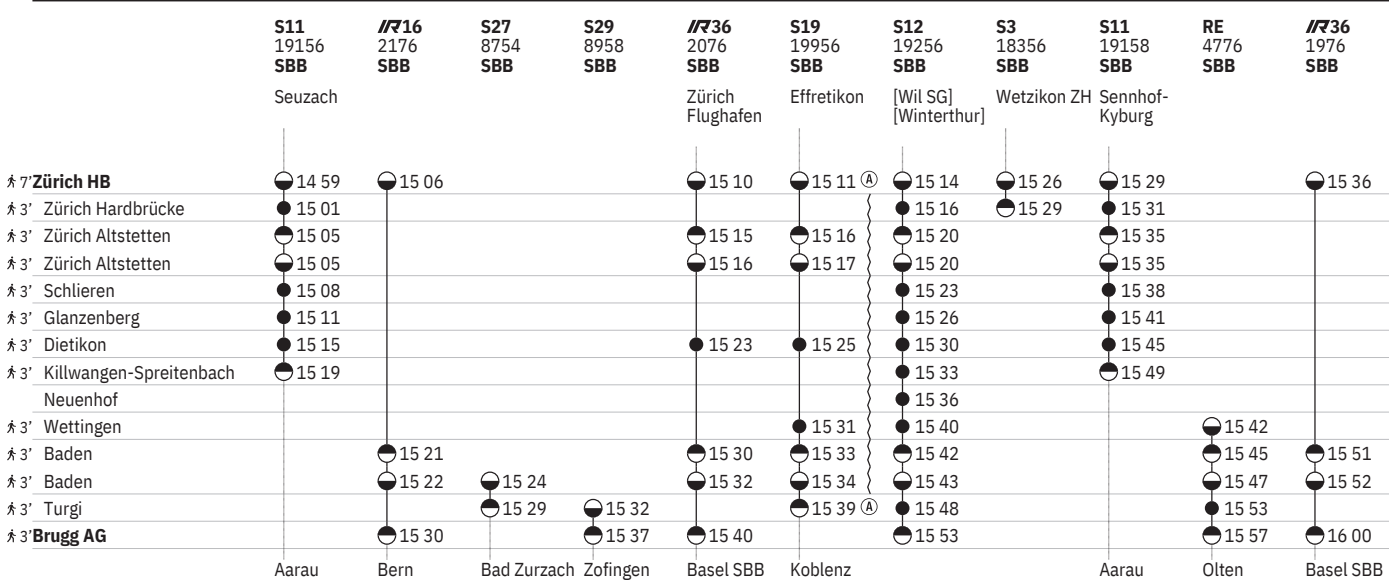 S11 IR16 S27 S29 IR36 S19 S12 S3 S11 RE IR36
19156 2176 8754 8958 2076 19956 19256 18356 19158 4776 1976
SBB SBB SBB SBB SBB SBB SBB SBB SBB SBB SBB
Seuzach Zürich Effretikon [Wil SG] Wetzikon ZH Sennhof-
Flughafen [Winterthur] Kyburg
7' Zürich HB 14 59 15 06 15 10 15 11 A 15 14 15 26 15 29 15 36
3' Zürich Hardbrücke 15 01 15 16 15 29 15 31
3' Zürich Altstetten 15 05 15 15 15 16 15 20 15 35
3' Zürich Altstetten 15 05 15 16 15 17 15 20 15 35
3' Schlieren 15 08 15 23 15 38
3' Glanzenberg 15 11 15 26 15 41
3' Dietikon 15 15 15 23 15 25 15 30 15 45
3' Killwangen-Spreitenbach 15 19 15 33 15 49
Neuenhof 15 36
3' Wettingen 15 31 15 40 15 42
3' Baden 15 21 15 30 15 33 15 42 15 45 15 51
3' Baden 15 22 15 24 15 32 15 34 15 43 15 47 15 52
3' Turgi 15 29 15 32 15 39 A 15 48 15 53
3' Brugg AG 15 30 15 37 15 40 15 53 15 57 16 00
Aarau Bern Bad Zurzach Zofingen Basel SBB Koblenz Aarau Olten Basel SBB